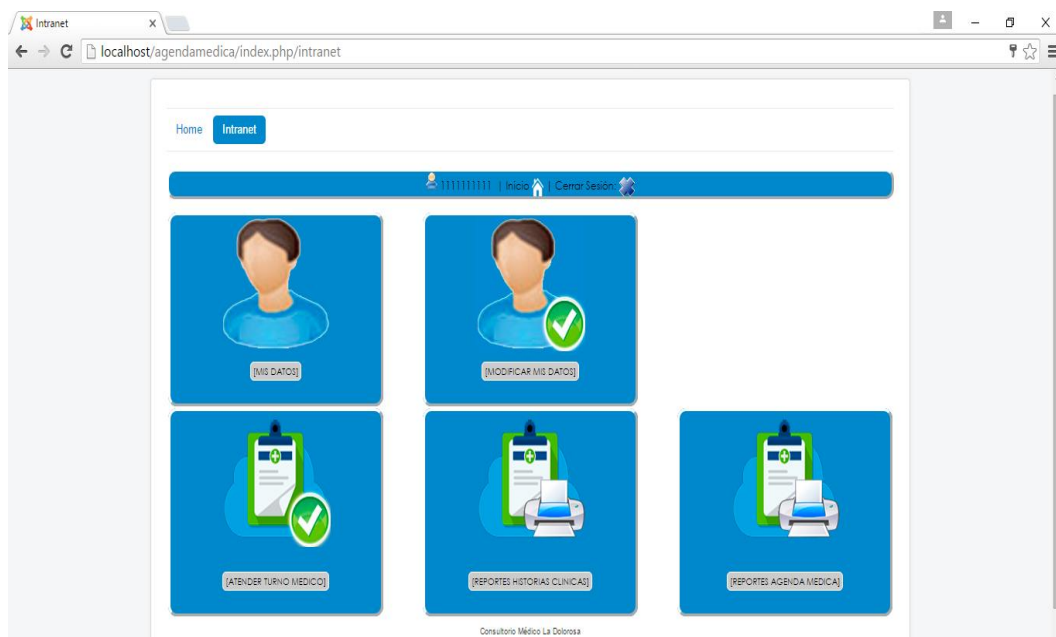 Intranet
localhost/agendamedica/index.php/intranet
Home Intranet
1111111111 | Inicio | Cerrar Sesión:
[MIS DATOS] [MODIFICAR MIS DATOS]
[ATENDER TURNO MEDICO] [REPORTES HISTORIAS CLINICAS] [REPORTES AGENDA MEDICA]
Consultorio Médico La Dolorosa